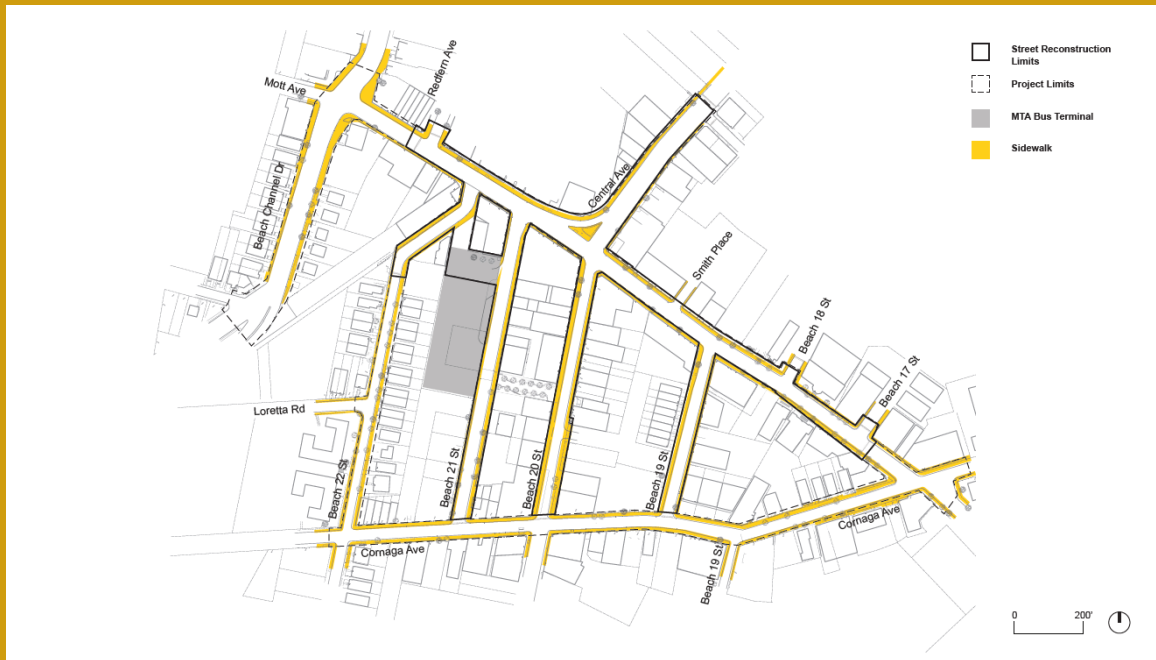 Street Reconstruction
Limits
Project Limits
MTA Bus Terminal
Sidewalk
Mott Ave
Redfern Ave
Beach Channel Dr
Central Ave
Smith Place
Beach 18 St
Beach 17 St
Loretta Rd
Beach 22 St
Beach 21 St
Beach 20 St
Beach 19 St
Cornaga Ave
Cornaga Ave
Beach 19 St
0 200'